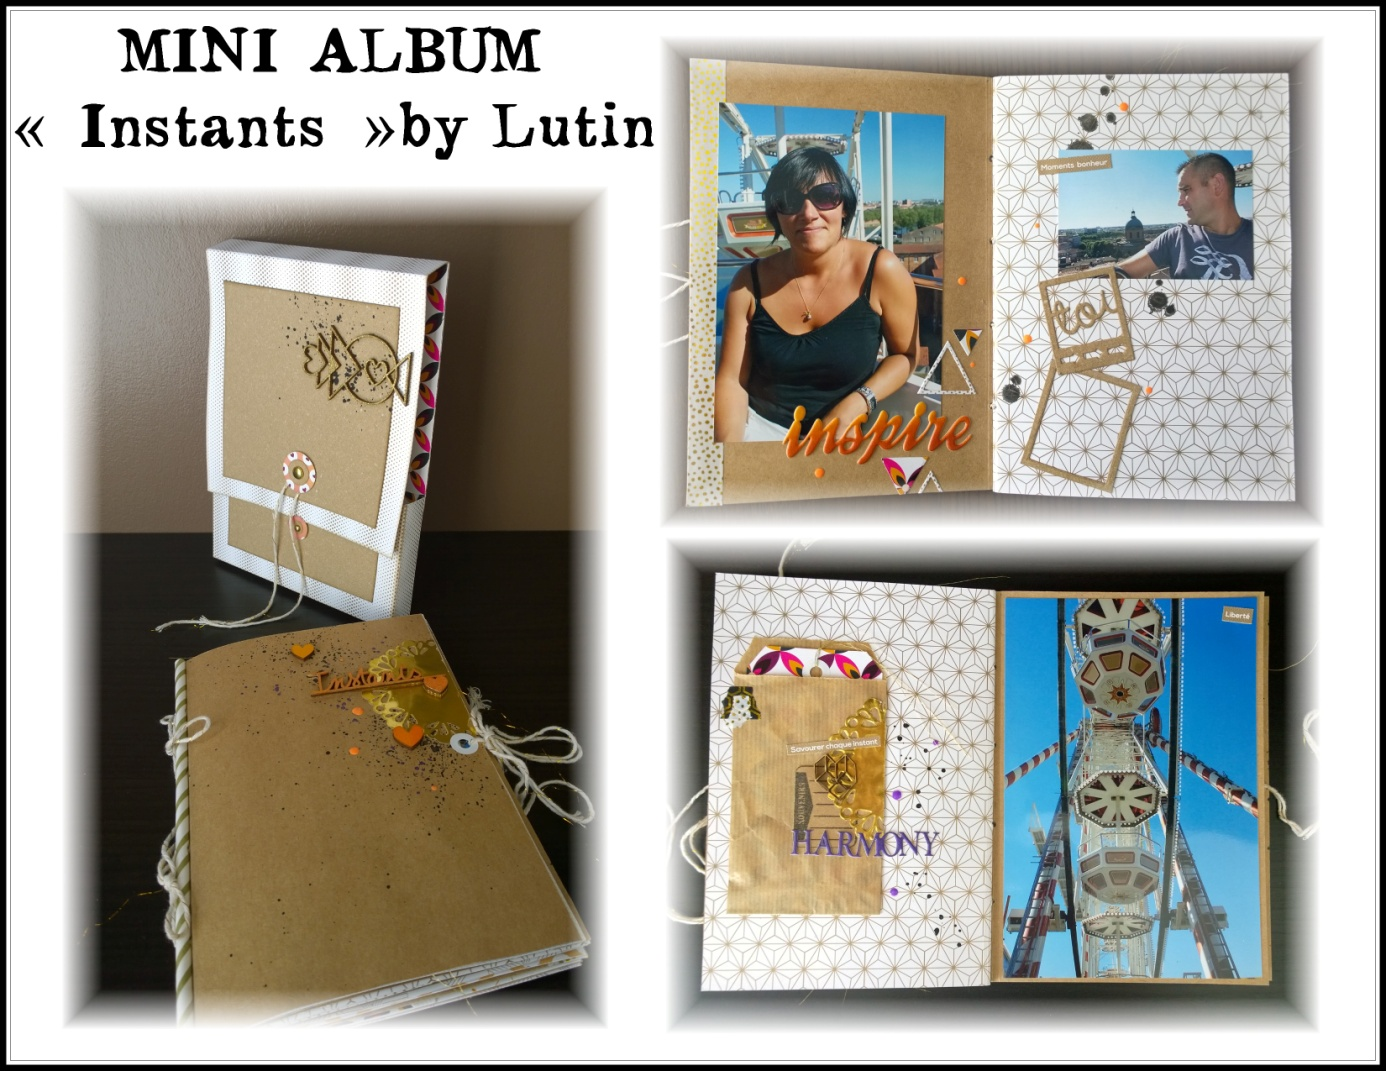 MINI ALBUM
« Instants »by Lutin
Instants
Moments bonheur
toi
inspire
Savourer chaque instant
SOUVENIRS
HARMONY
Liberté